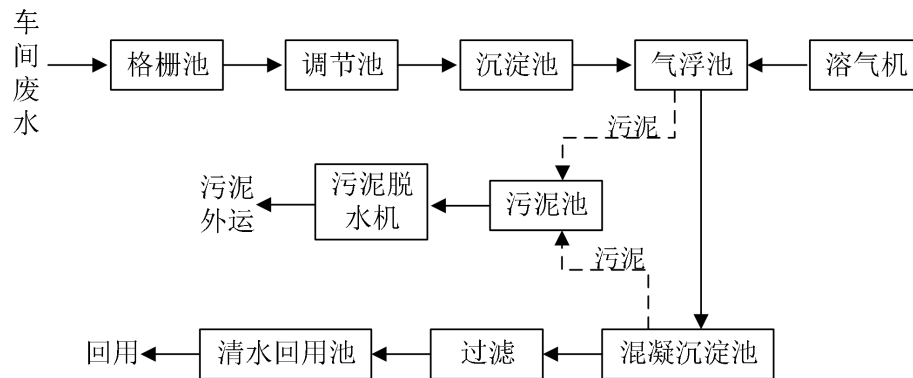 车间废水
格栅池
调节池
沉淀池
气浮池
溶气机
污泥
污泥
外运
污泥脱
水机
污泥池
污泥
回用
清水回用池
过滤
混凝沉淀池